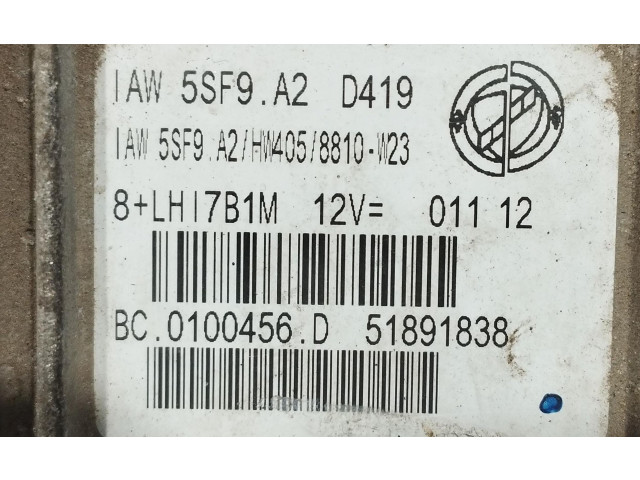 IAW 5SF9.A2 D419
IAW 5SF9.A2/HW405/8810-W23
8+LHI7B1M 12V= 011 12
BC.0100456.D 51891838